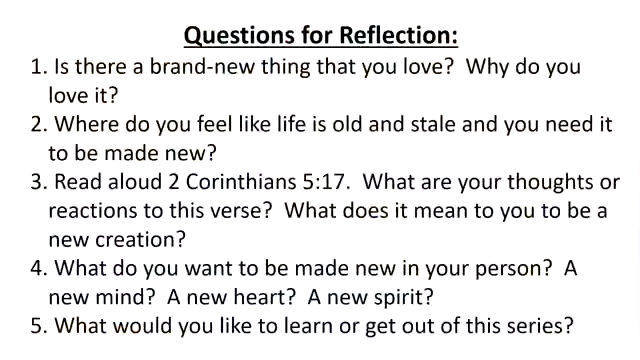 Questions for Reflection:
1. Is there a brand-new thing that you love?  Why do you
love it?
2. Where do you feel like life is old and stale and you need it
to be made new?
3. Read aloud 2 Corinthians 5:17.  What are your thoughts or
reactions to this verse?  What does it mean to you to be a
new creation?
4. What do you want to be made new in your person?  A
new mind?  A new heart?  A new spirit?
5. What would you like to learn or get out of this series?